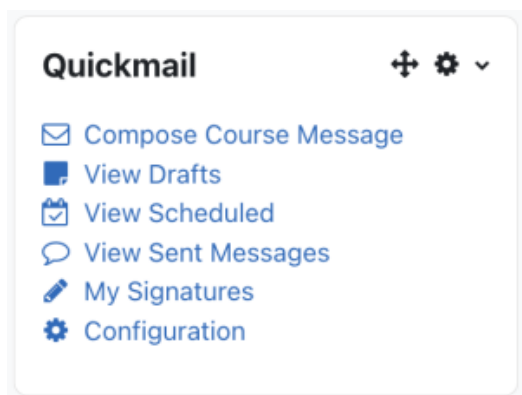 Quickmail
Compose Course Message
View Drafts
View Scheduled
View Sent Messages
My Signatures
Configuration